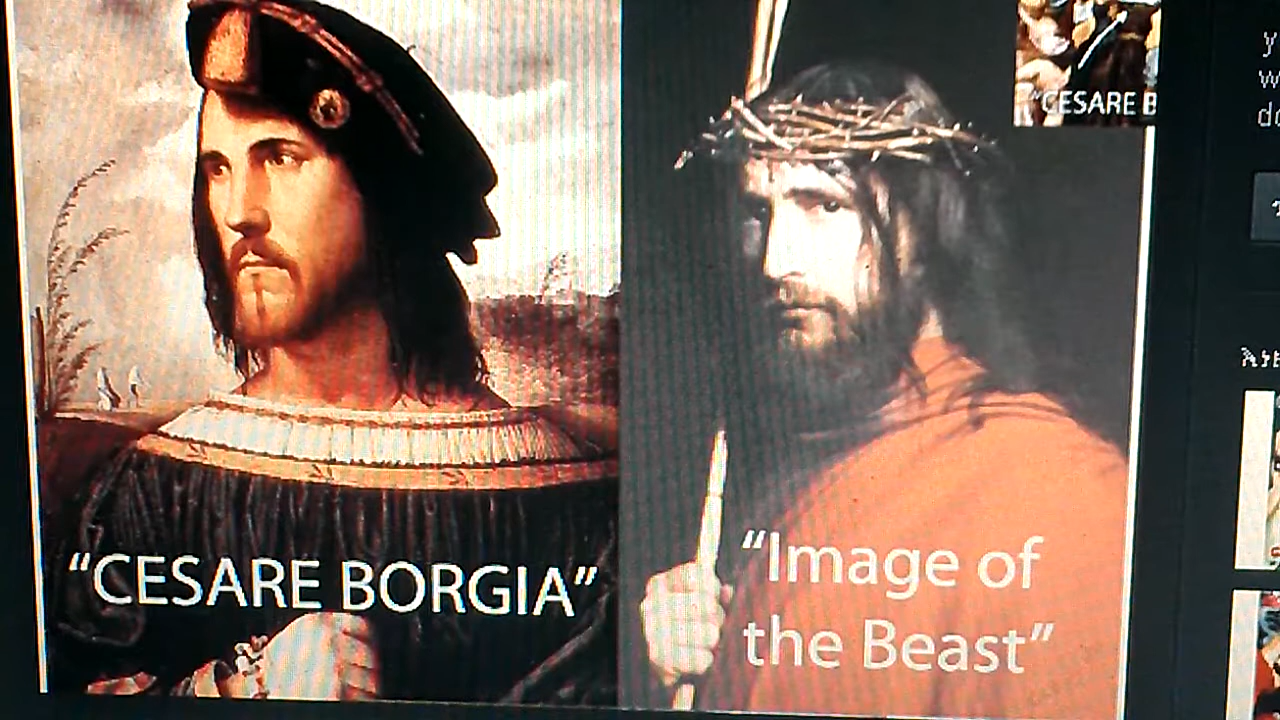 "CESARE B
"CESARE BORGIA"
"Image of
the Beast"